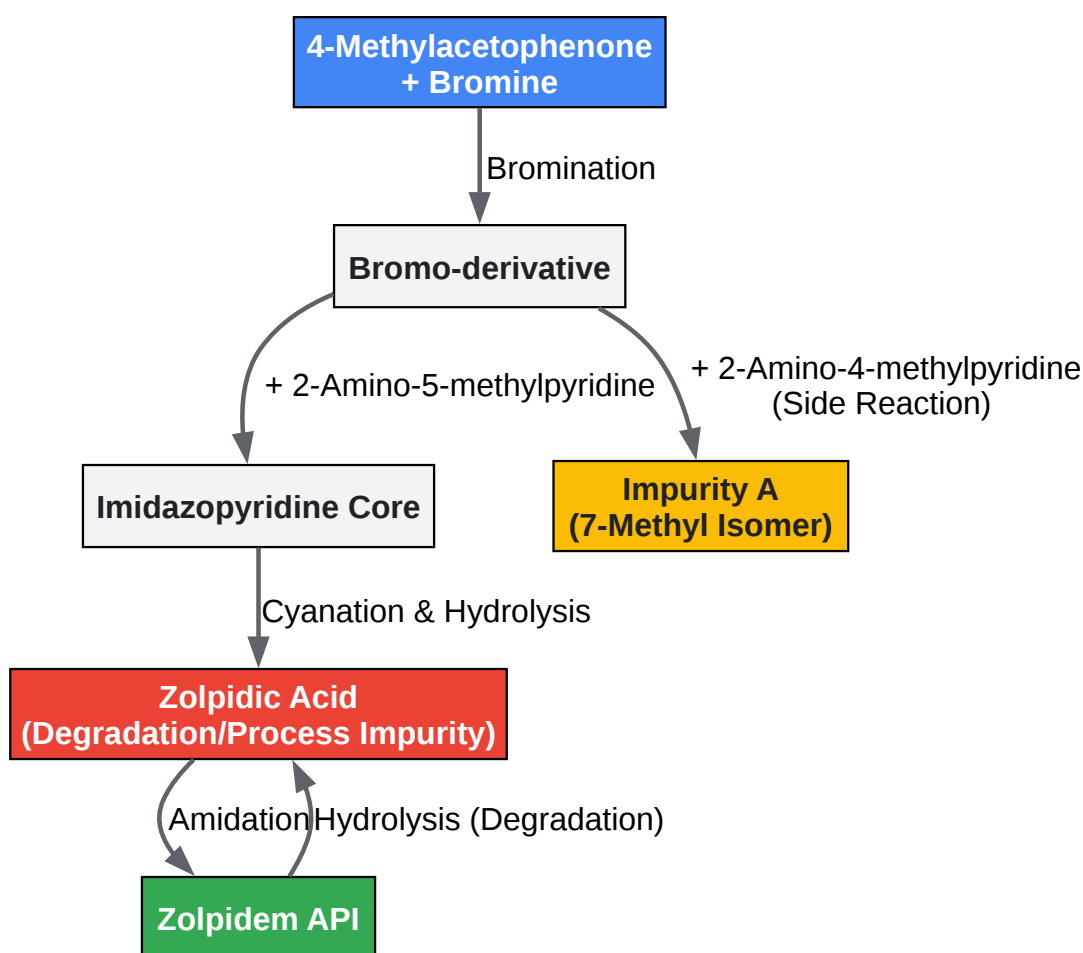 4-Methylacetophenone
+ Bromine
Bromination
Bromo-derivative
+ 2-Amino-5-methylpyridine
+ 2-Amino-4-methylpyridine
(Side Reaction)
Imidazopyridine Core
Impurity A
(7-Methyl Isomer)
Cyanation & Hydrolysis
Zolpidic Acid
(Degradation/Process Impurity)
Amidation
Hydrolysis (Degradation)
Zolpidem API